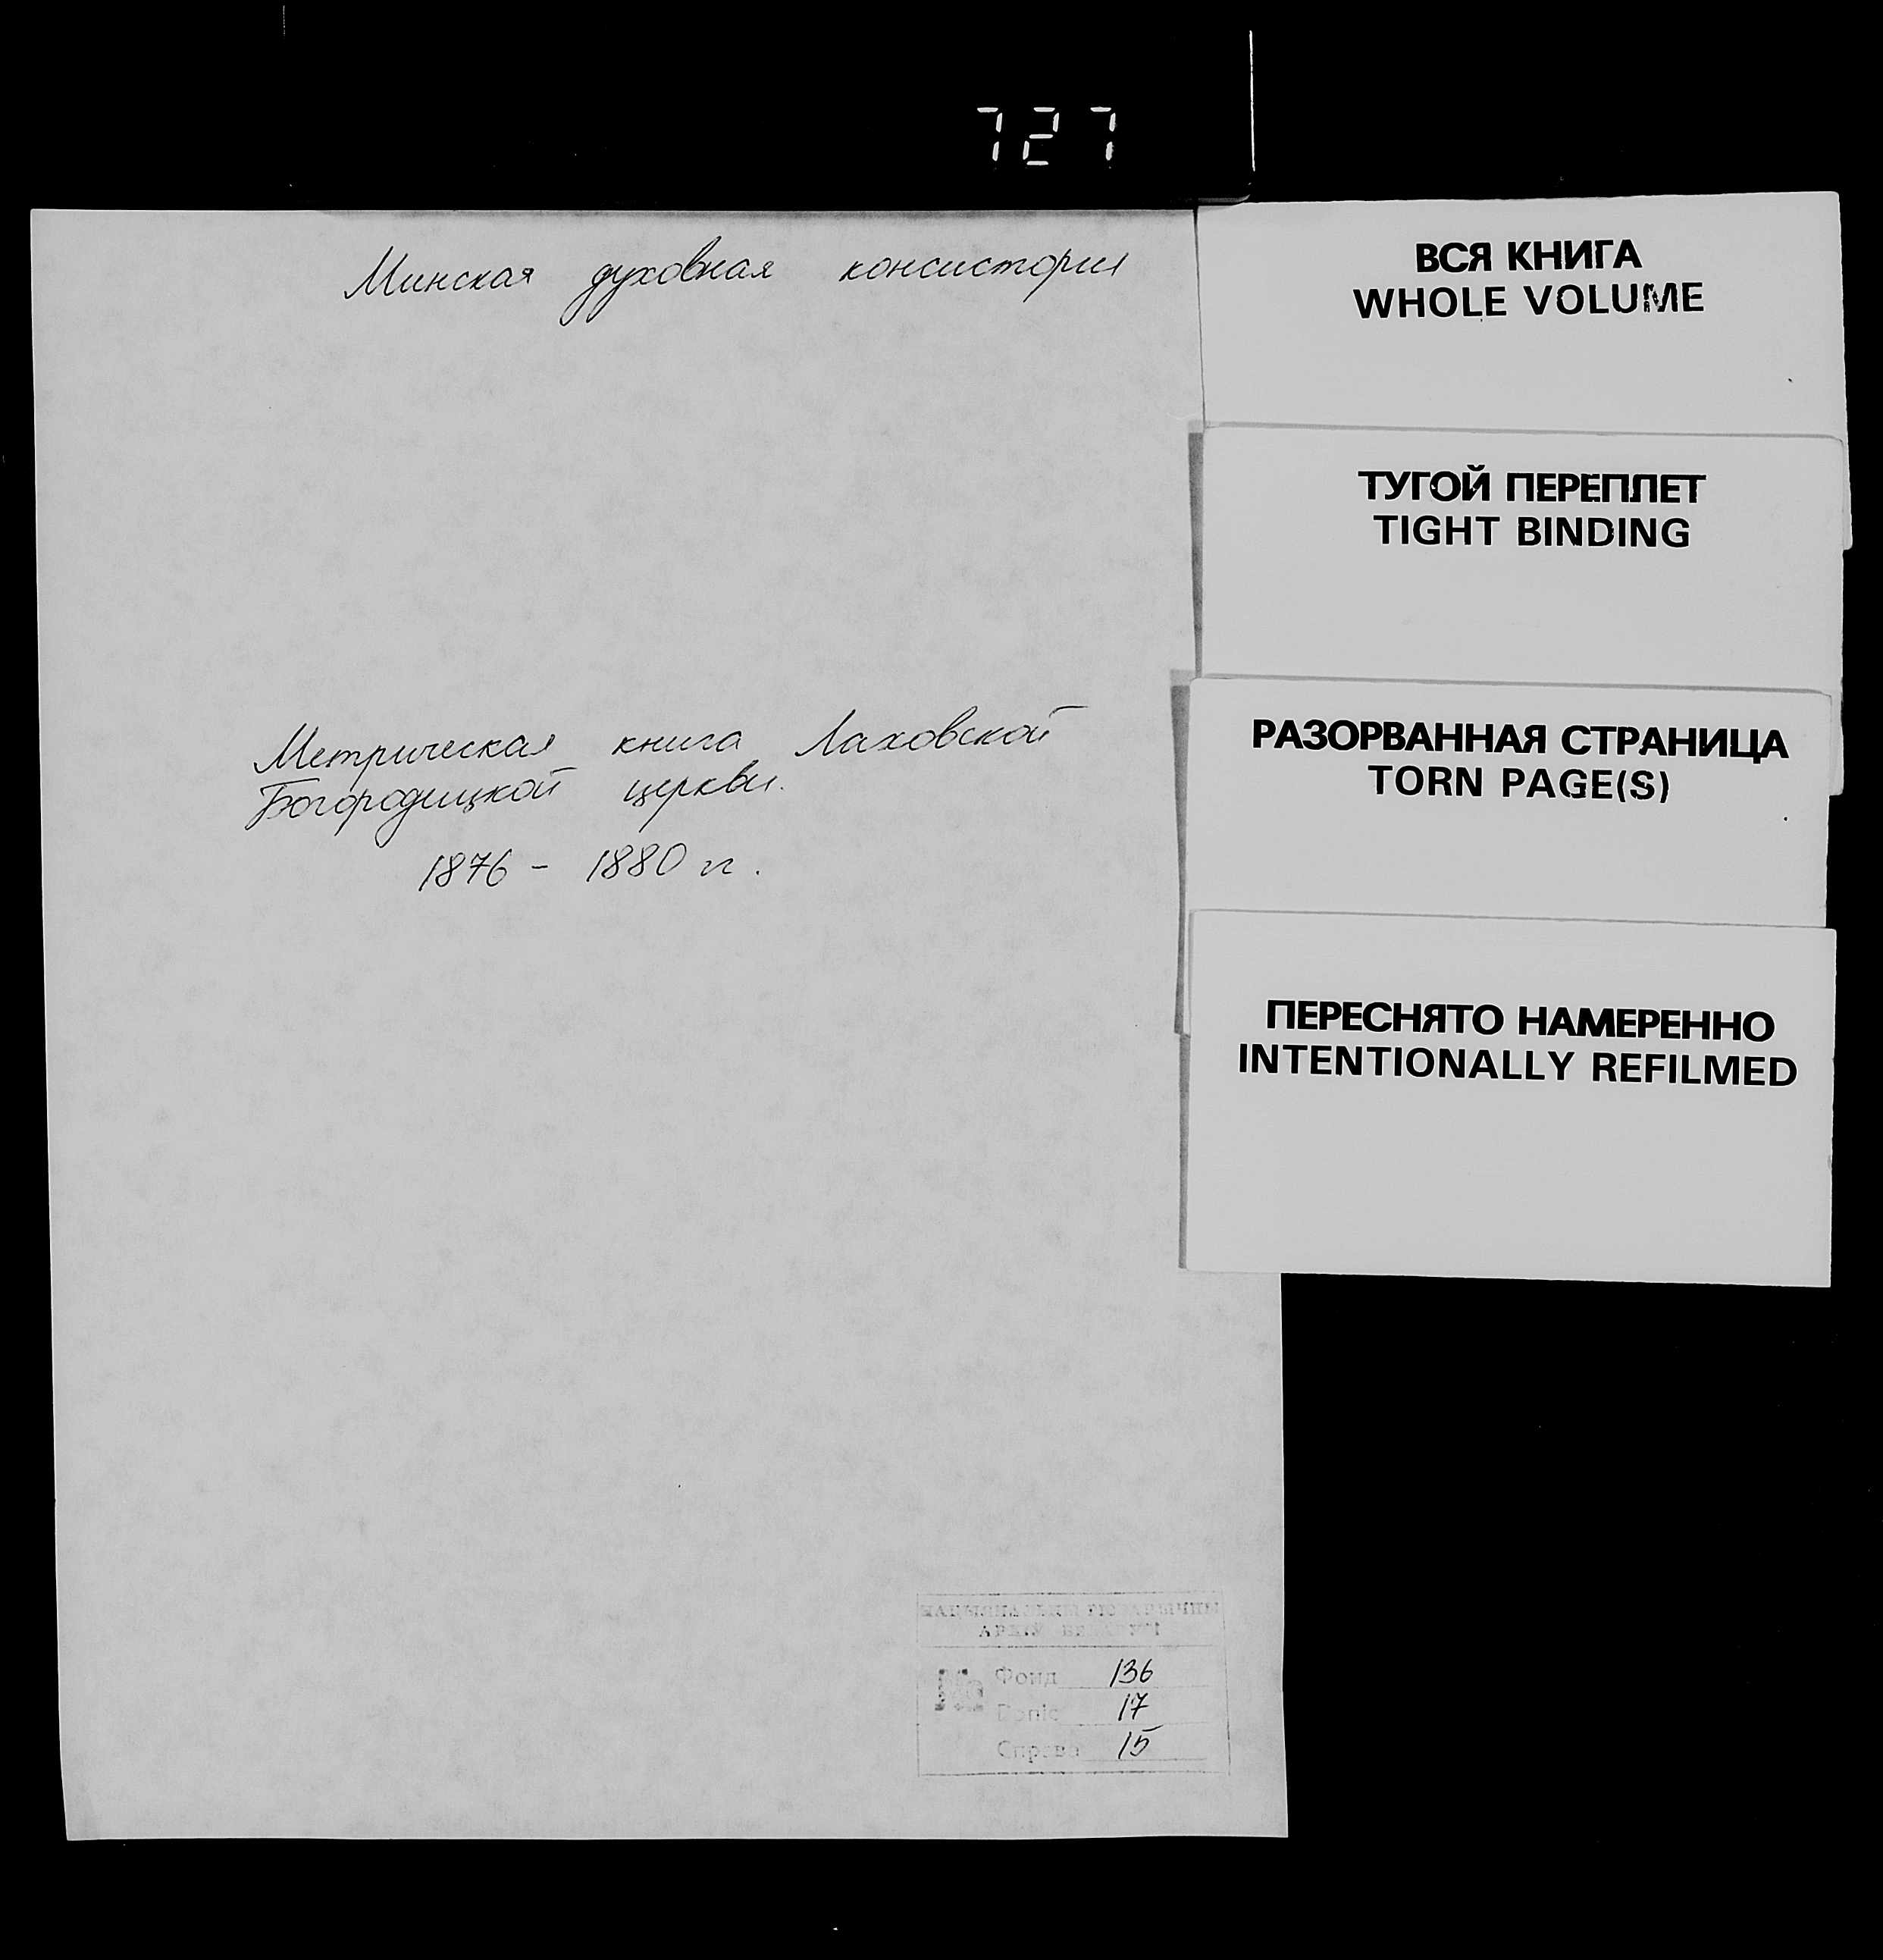 727
Минская духовная консистория
Метрическая книга Лаховской
Богородицкой церкви.
1876 - 1880 гг.
ВСЯ КНИГА
WHOLE VOLUME
ТУГОЙ ПЕРЕПЛЕТ
TIGHT BINDING
РАЗОРВАННАЯ СТРАНИЦА
TORN PAGE(S)
ПЕРЕСНЯТО НАМЕРЕННО
INTENTIONALLY REFILMED
Фонд 136
17
Справа 15